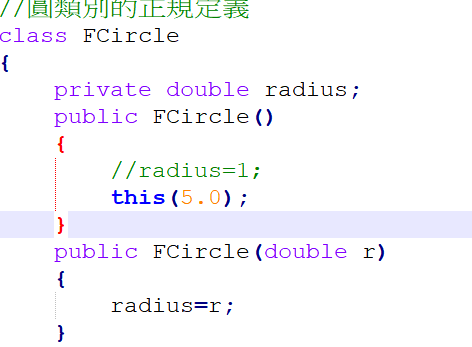 //圓類別的正規定義
class FCircle
{
    private double radius;
    public FCircle()
    {
        //radius=1;
        this(5.0);
    }
    public FCircle(double r)
    {
        radius=r;
    }